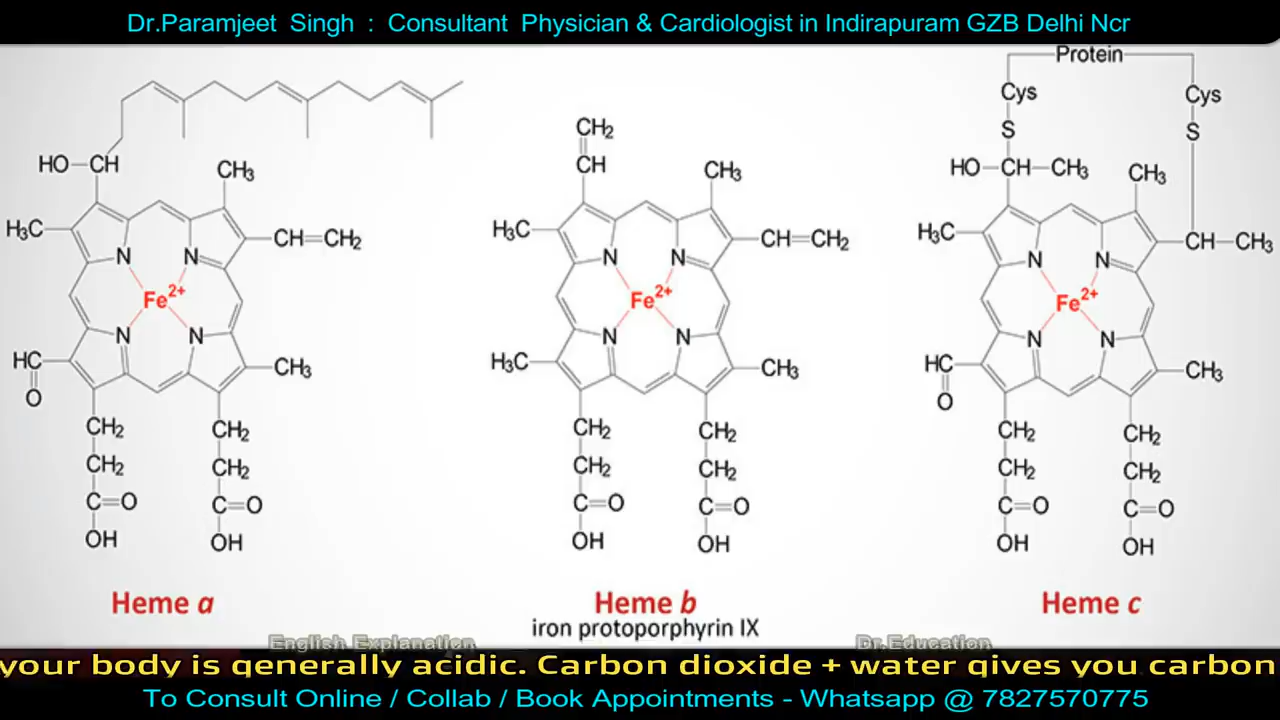 Dr.Paramjeet Singh : Consultant Physician & Cardiologist in Indirapuram GZB Delhi Ncr
HO CH
CH3
H3C
CH=CH2
N
N
Fe2+
N
N
HC
O
CH3
CH2
CH2
CH2
CH2
C=O
C=O
OH
OH
Heme a
CH2
CH
CH3
H3C
CH=CH2
N
N
Fe2+
N
N
H3C
CH3
CH2
CH2
CH2
CH2
C=O
C=O
OH
OH
Heme b
iron protoporphyrin IX
Protein
Cys
Cys
S
S
HO CH CH3
CH3
H3C
CH CH3
N
N
Fe2+
N
N
HC
O
CH3
CH2
CH2
CH2
CH2
C=O
C=O
OH
OH
Heme c
English Explanation
Dr.Education
your body is generally acidic. Carbon dioxide + water gives you carbon
To Consult Online / Collab / Book Appointments - Whatsapp @ 7827570775